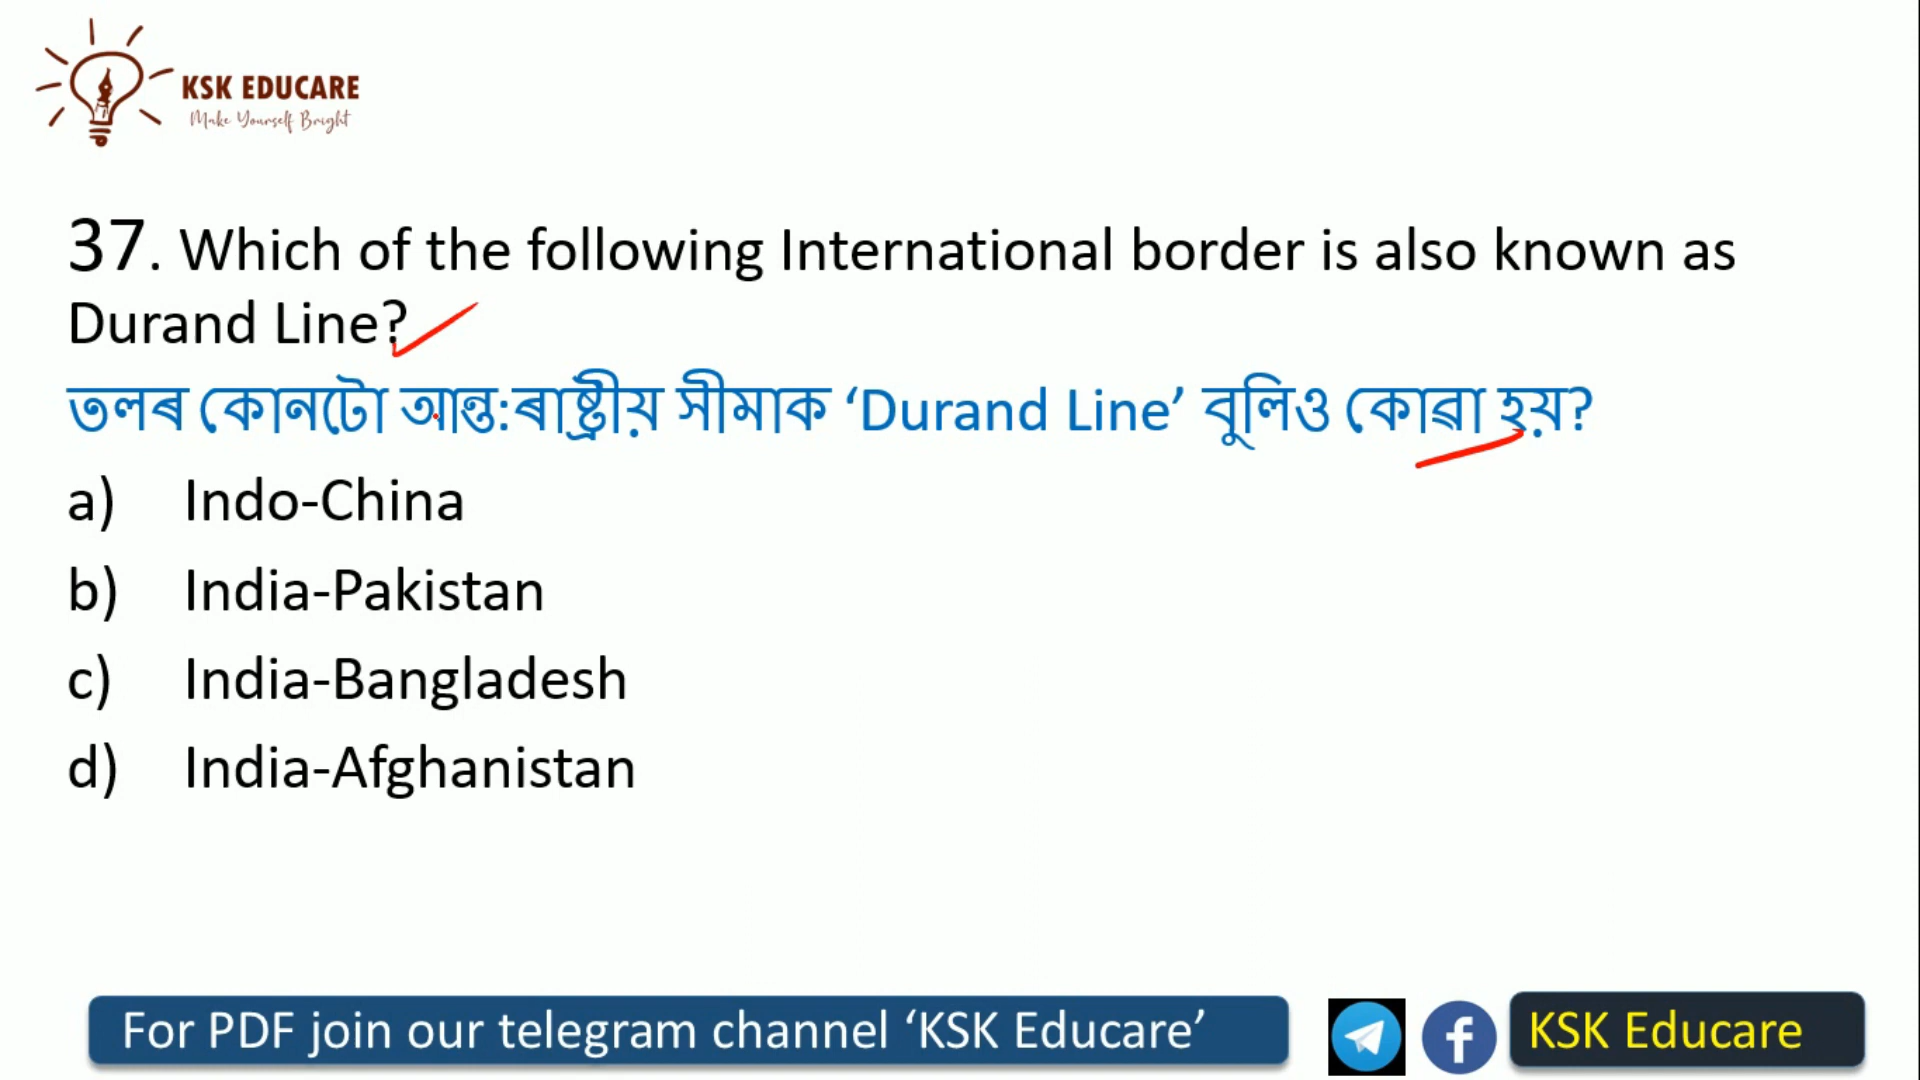 KSK EDUCARE
Make Yourself Bright
37. Which of the following International border is also known as
Durand Line?
তলৰ কোনটো আন্ত:ৰাষ্ট্ৰীয় সীমাক ‘Durand Line’ বুলিও কোৱা হয়?
a) Indo-China
b) India-Pakistan
c) India-Bangladesh
d) India-Afghanistan
For PDF join our telegram channel ‘KSK Educare’
KSK Educare